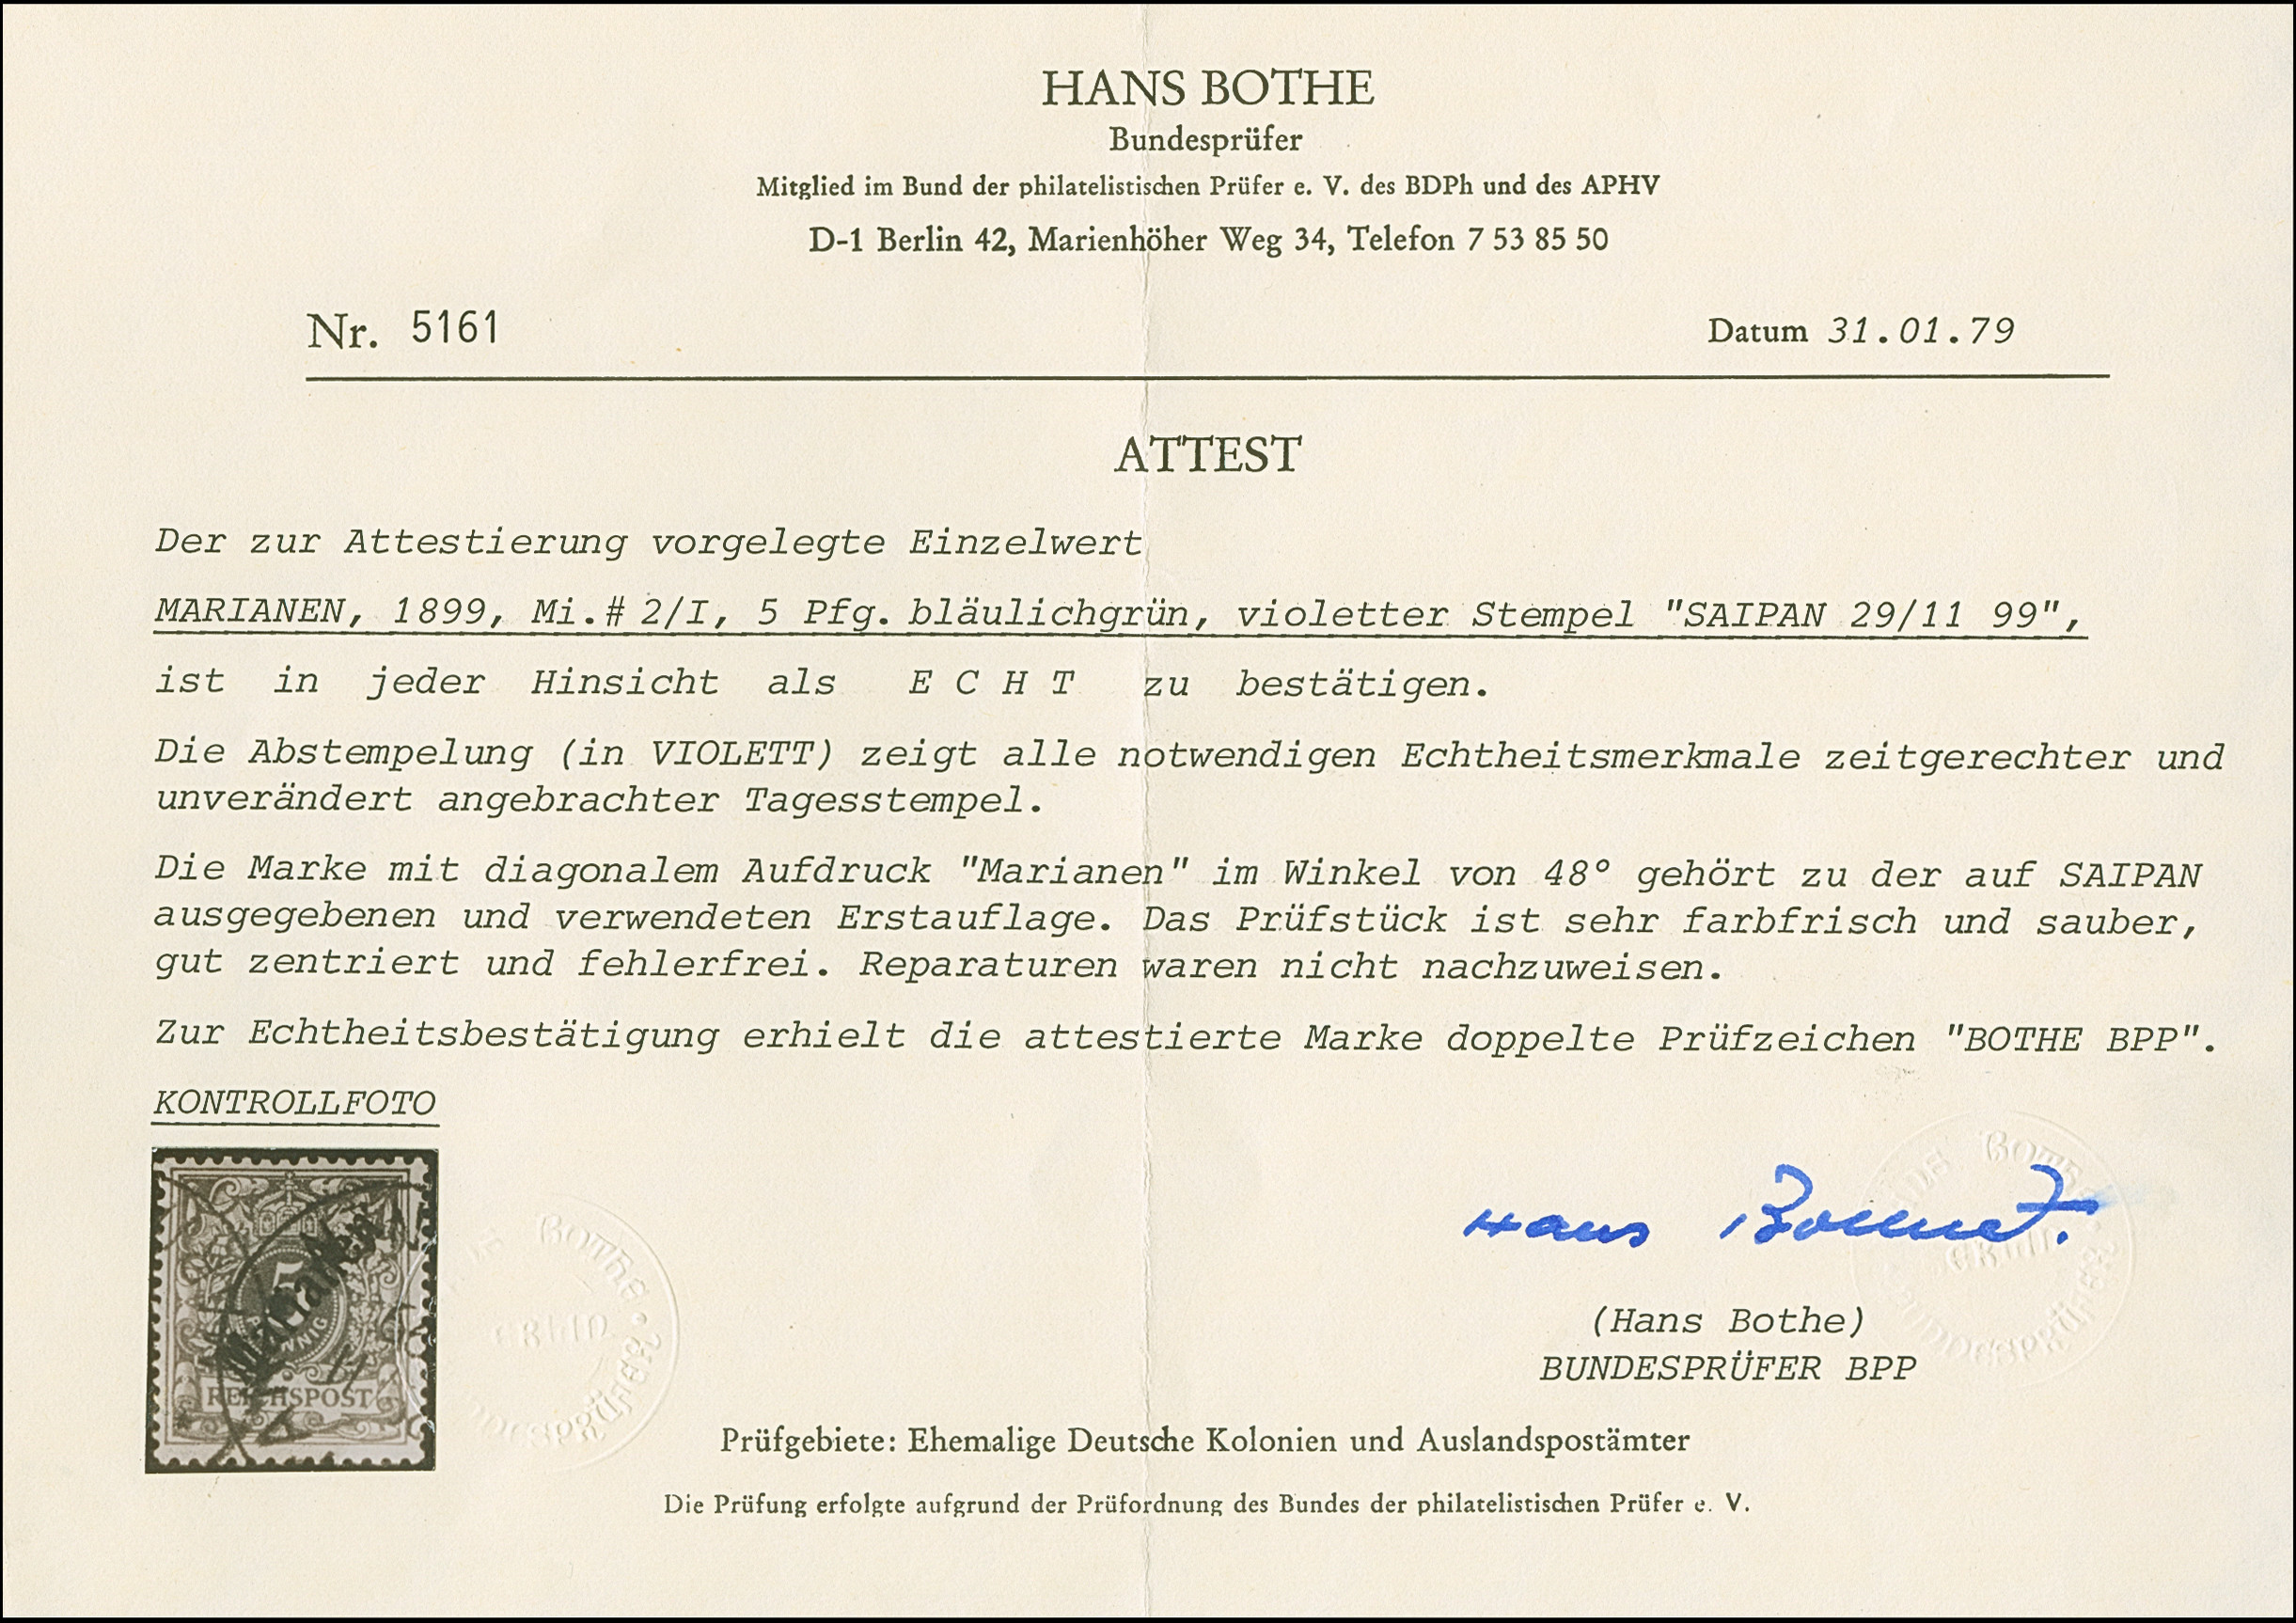 HANS BOTHE
Bundesprüfer
Mitglied im Bund der philatelistischen Prüfer e. V. des BDPh und des APHV
D-1 Berlin 42, Marienhöher Weg 34, Telefon 7 53 85 50
Nr. 5161
Datum 31.01.79
ATTEST
Der zur Attestierung vorgelegte Einzelwert
MARIANEN, 1899, Mi.# 2/I, 5 Pfg. bläulichgrün, violetter Stempel "SAIPAN 29/11 99",
ist in jeder Hinsicht als E C H T zu bestätigen.
Die Abstempelung (in VIOLETT) zeigt alle notwendigen Echtheitsmerkmale zeitgerechter und
unverändert angebrachter Tagesstempel.
Die Marke mit diagonalem Aufdruck "Marianen" im Winkel von 48° gehört zu der auf SAIPAN
ausgegebenen und verwendeten Erstauflage. Das Prüfstück ist sehr farbfrisch und sauber,
gut zentriert und fehlerfrei. Reparaturen waren nicht nachzuweisen.
Zur Echtheitsbestätigung erhielt die attestierte Marke doppelte Prüfzeichen "BOTHE BPP".
KONTROLLFOTO
5
Marianen
REICHSPOST
Hans
(Hans Bothe)
BUNDESPRÜFER BPP
Prüfgebiete: Ehemalige Deutsche Kolonien und Auslandspostämter
Die Prüfung erfolgte aufgrund der Prüfordnung des Bundes der philatelistischen Prüfer e. V.